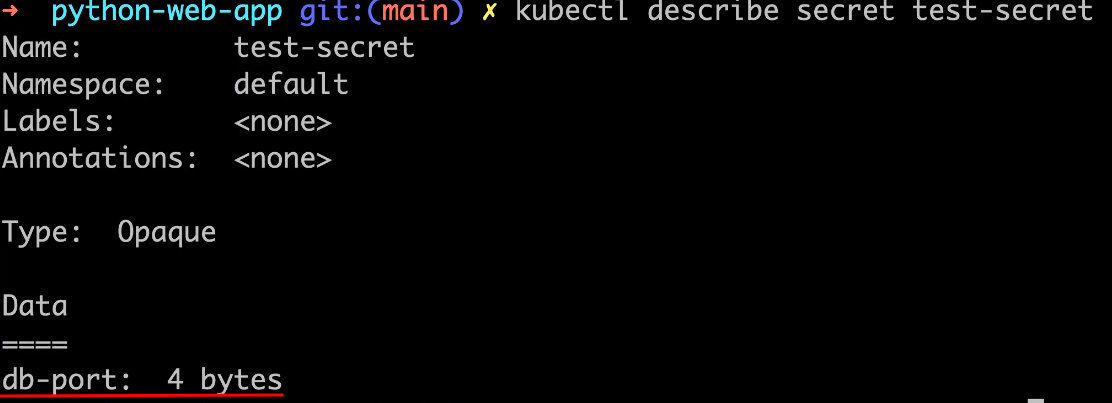 ➜ python-web-app git:(main) ✗ kubectl describe secret test-secret
Name: test-secret
Namespace: default
Labels: <none>
Annotations: <none>
Type: Opaque
Data
====
db-port: 4 bytes